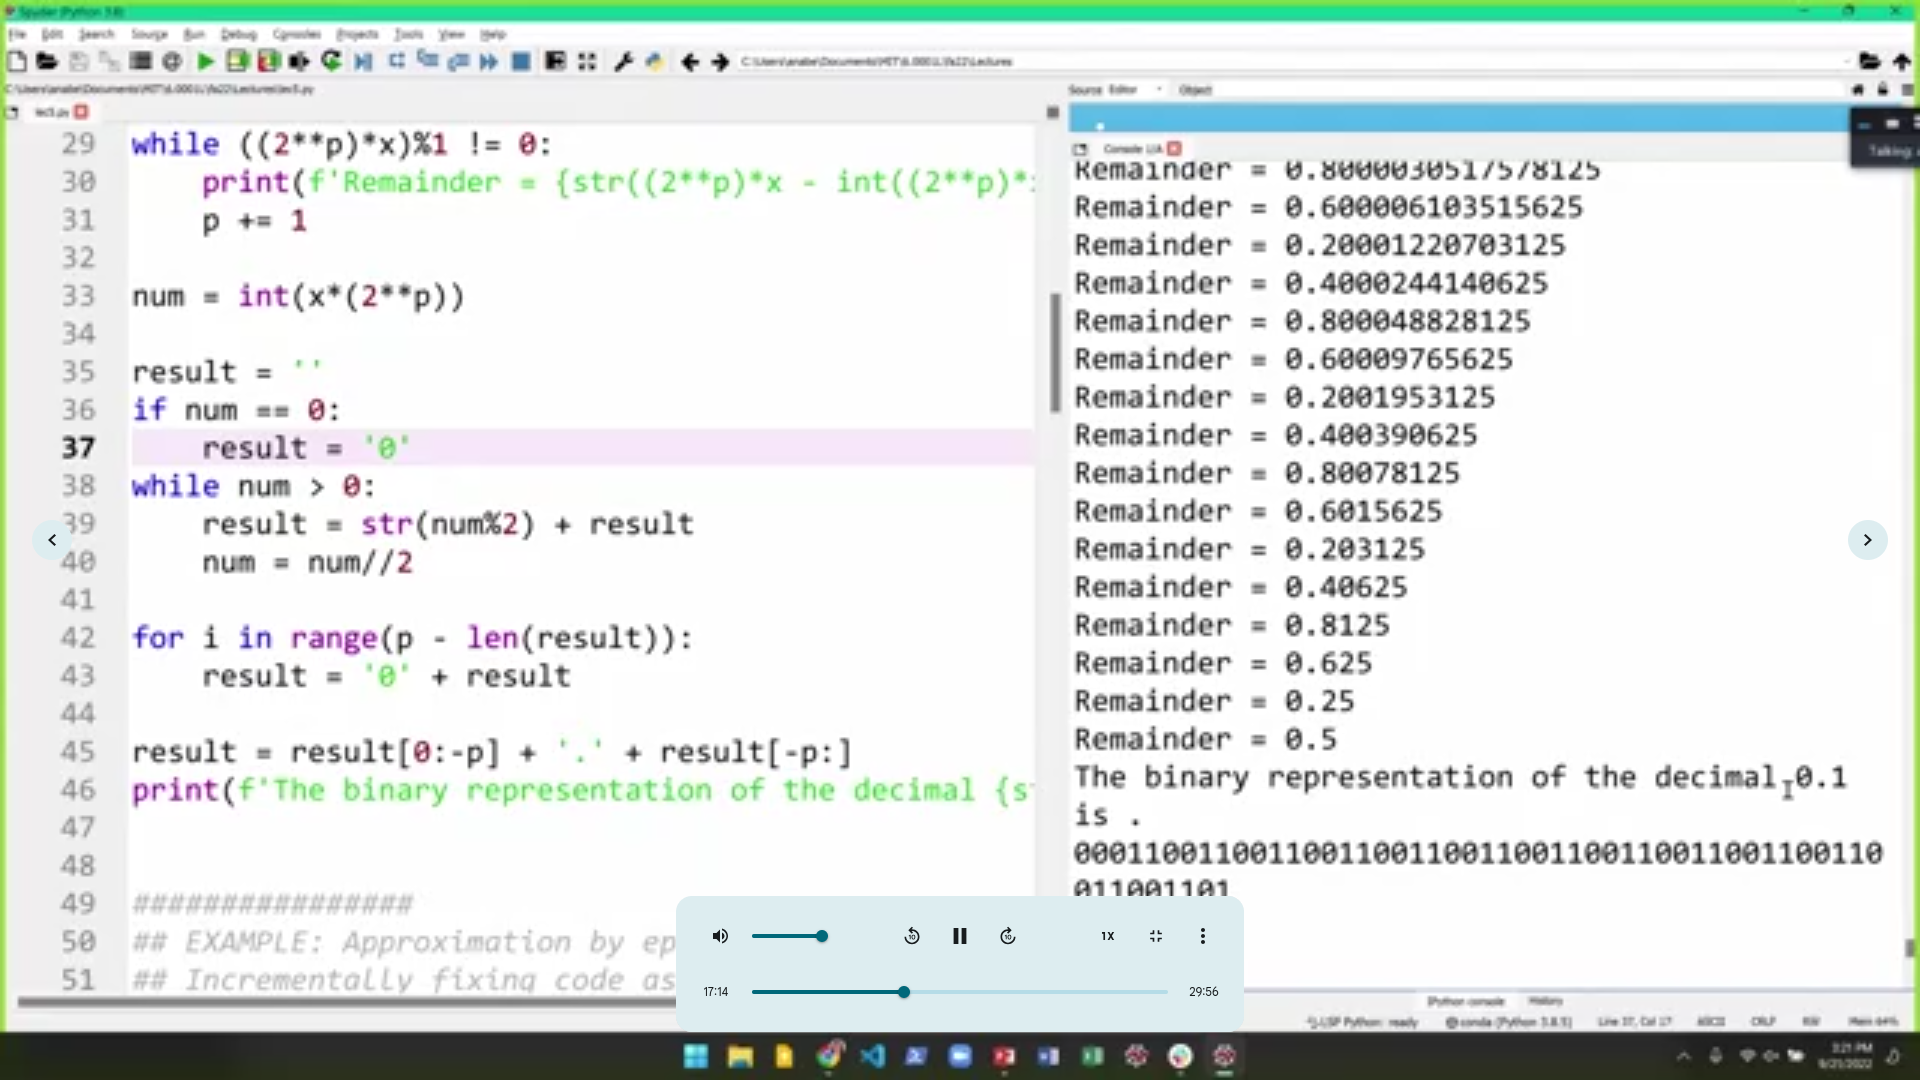 Spyder (Python 3.8)
File Edit Search Source Run Debug Consoles Projects Tools View Help
C:\Users\anabe\Documents\MIT\6.0001L\fa22\Lectures
C:\Users\anabe\Documents\MIT\6.0001L\fa22\Lectures\lec5.py
lec5.py
29 while ((2**p)*x)%1 != 0:
30 print(f'Remainder = {str((2**p)*x - int((2**p)*
31 p += 1
32
33 num = int(x*(2**p))
34
35 result = ''
36 if num == 0:
37 result = '0'
38 while num > 0:
39 result = str(num%2) + result
40 num = num//2
41
42 for i in range(p - len(result)):
43 result = '0' + result
44
45 result = result[0:-p] + '.' + result[-p:]
46 print(f'The binary representation of the decimal {s
47
48
49 ################
50 ## EXAMPLE: Approximation by ep
51 ## Incrementally fixing code as
Source Editor Object
Console 1/A
Talking:
Remainder = 0.8000030517578125
Remainder = 0.600006103515625
Remainder = 0.20001220703125
Remainder = 0.4000244140625
Remainder = 0.800048828125
Remainder = 0.60009765625
Remainder = 0.2001953125
Remainder = 0.400390625
Remainder = 0.80078125
Remainder = 0.6015625
Remainder = 0.203125
Remainder = 0.40625
Remainder = 0.8125
Remainder = 0.625
Remainder = 0.25
Remainder = 0.5
The binary representation of the decimal 0.1
is .
0001100110011001100110011001100110011001100110
011001101
10 10 1X
17:14 29:56
IPython console History
LSP Python: ready conda (Python 3.8.5) Line 37, Col 17 ASCII CRLF RW Mem 64%
3:21 PM
9/21/2022